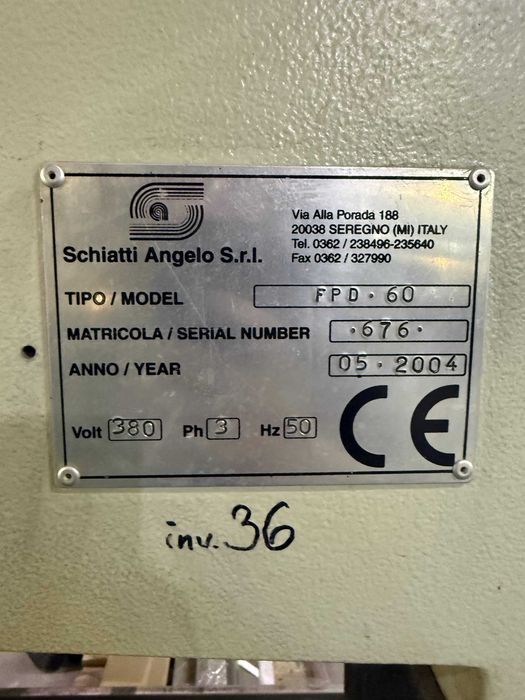 Schiatti Angelo S.r.l.
Via Alla Porada 188
20038 SEREGNO (MI) ITALY
Tel. 0362 / 238496-235640
Fax 0362 / 327990
TIPO / MODEL FPD·60
MATRICOLA / SERIAL NUMBER ·676·
ANNO / YEAR 05·2004
Volt 380 Ph 3 Hz 50
CE
inv. 36